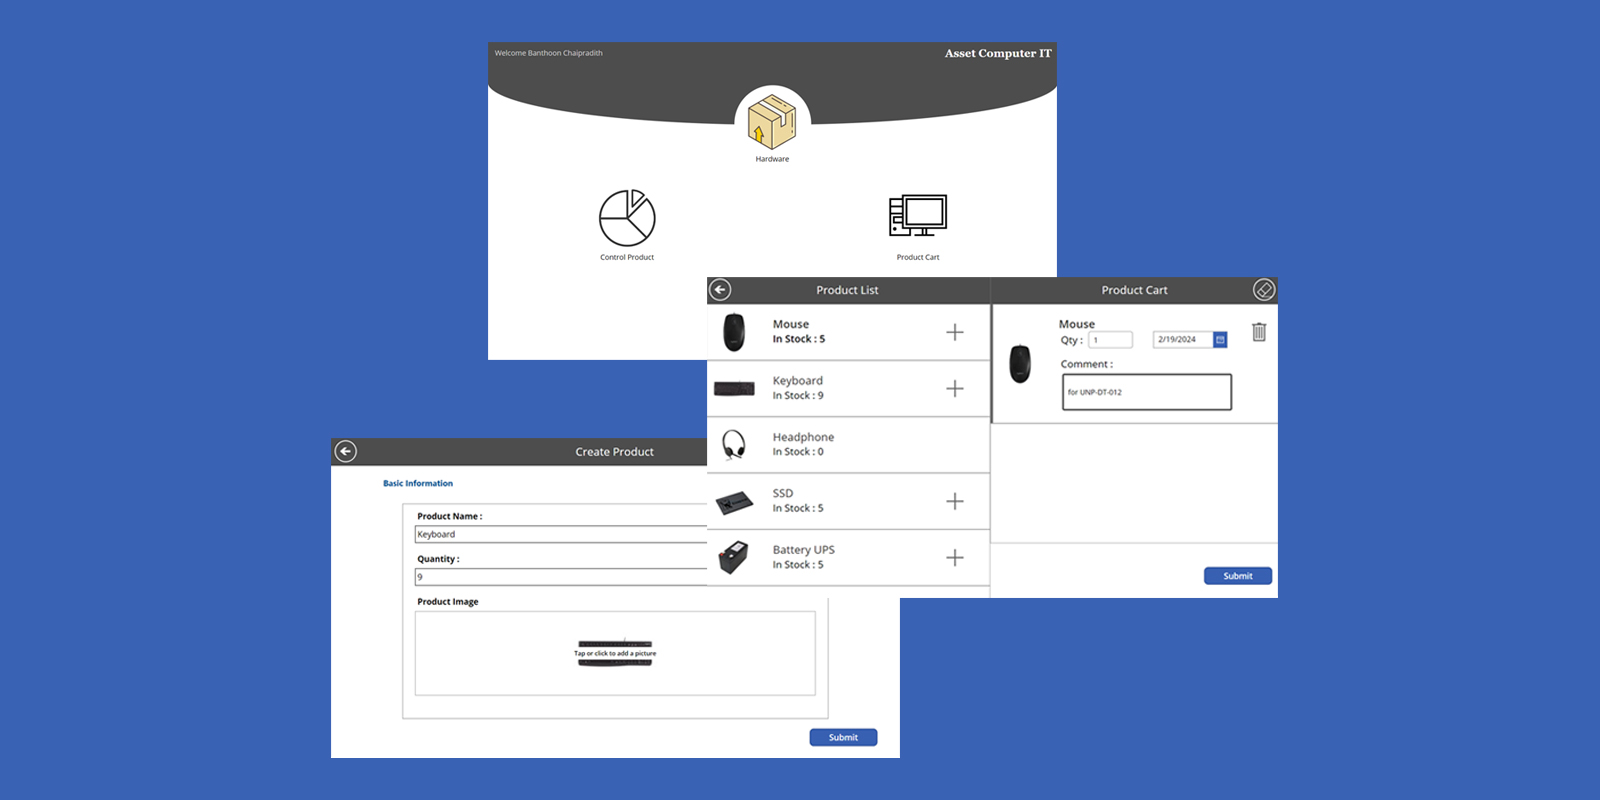 Welcome Banthoon Chaipradith
Asset Computer IT
Hardware
Control Product
Product Cart
Product List
Mouse
In Stock : 5
Keyboard
In Stock : 9
Headphone
In Stock : 0
SSD
In Stock : 5
Battery UPS
In Stock : 5
Product Cart
Mouse
Qty : 1
2/19/2024
Comment :
for UNP-DT-012
Submit
Create Product
Basic Information
Product Name :
Keyboard
Quantity :
9
Product Image
Tap or click to add a picture
Submit